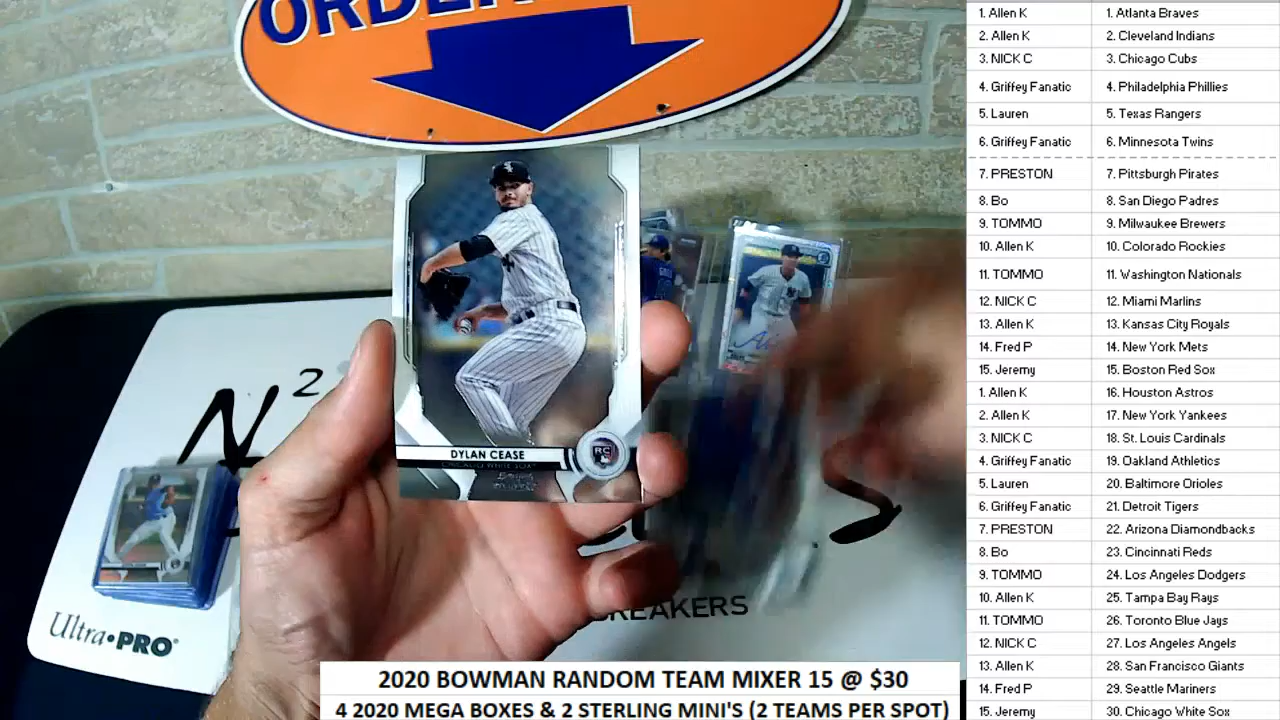 ORDER
N²
DYLAN CEASE
RC
CHICAGO WHITE SOX
Ultra•PRO
BREAKERS
2020 BOWMAN RANDOM TEAM MIXER 15 @ $30
4 2020 MEGA BOXES & 2 STERLING MINI'S (2 TEAMS PER SPOT)
1. Allen K 1. Atlanta Braves
2. Allen K 2. Cleveland Indians
3. NICK C 3. Chicago Cubs
4. Griffey Fanatic 4. Philadelphia Phillies
5. Lauren 5. Texas Rangers
6. Griffey Fanatic 6. Minnesota Twins
7. PRESTON 7. Pittsburgh Pirates
8. Bo 8. San Diego Padres
9. TOMMO 9. Milwaukee Brewers
10. Allen K 10. Colorado Rockies
11. TOMMO 11. Washington Nationals
12. NICK C 12. Miami Marlins
13. Allen K 13. Kansas City Royals
14. Fred P 14. New York Mets
15. Jeremy 15. Boston Red Sox
1. Allen K 16. Houston Astros
2. Allen K 17. New York Yankees
3. NICK C 18. St. Louis Cardinals
4. Griffey Fanatic 19. Oakland Athletics
5. Lauren 20. Baltimore Orioles
6. Griffey Fanatic 21. Detroit Tigers
7. PRESTON 22. Arizona Diamondbacks
8. Bo 23. Cincinnati Reds
9. TOMMO 24. Los Angeles Dodgers
10. Allen K 25. Tampa Bay Rays
11. TOMMO 26. Toronto Blue Jays
12. NICK C 27. Los Angeles Angels
13. Allen K 28. San Francisco Giants
14. Fred P 29. Seattle Mariners
15. Jeremy 30. Chicago White Sox